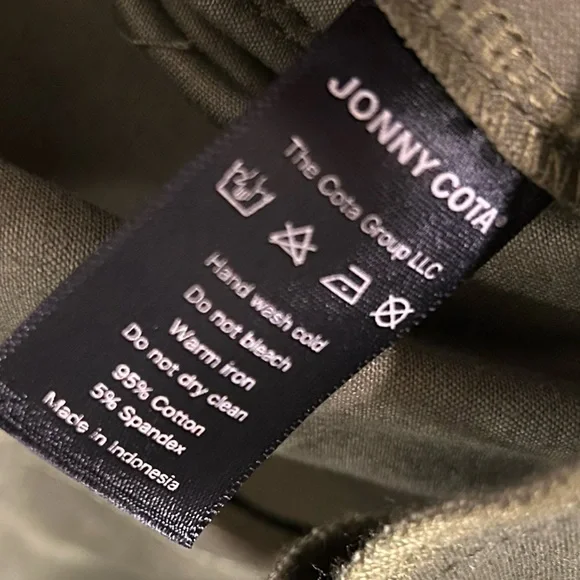 JONNY COTA®
The Cota Group LLC
Hand wash cold
Do not bleach
Warm iron
Do not dry clean
95% Cotton
5% Spandex
Made in Indonesia